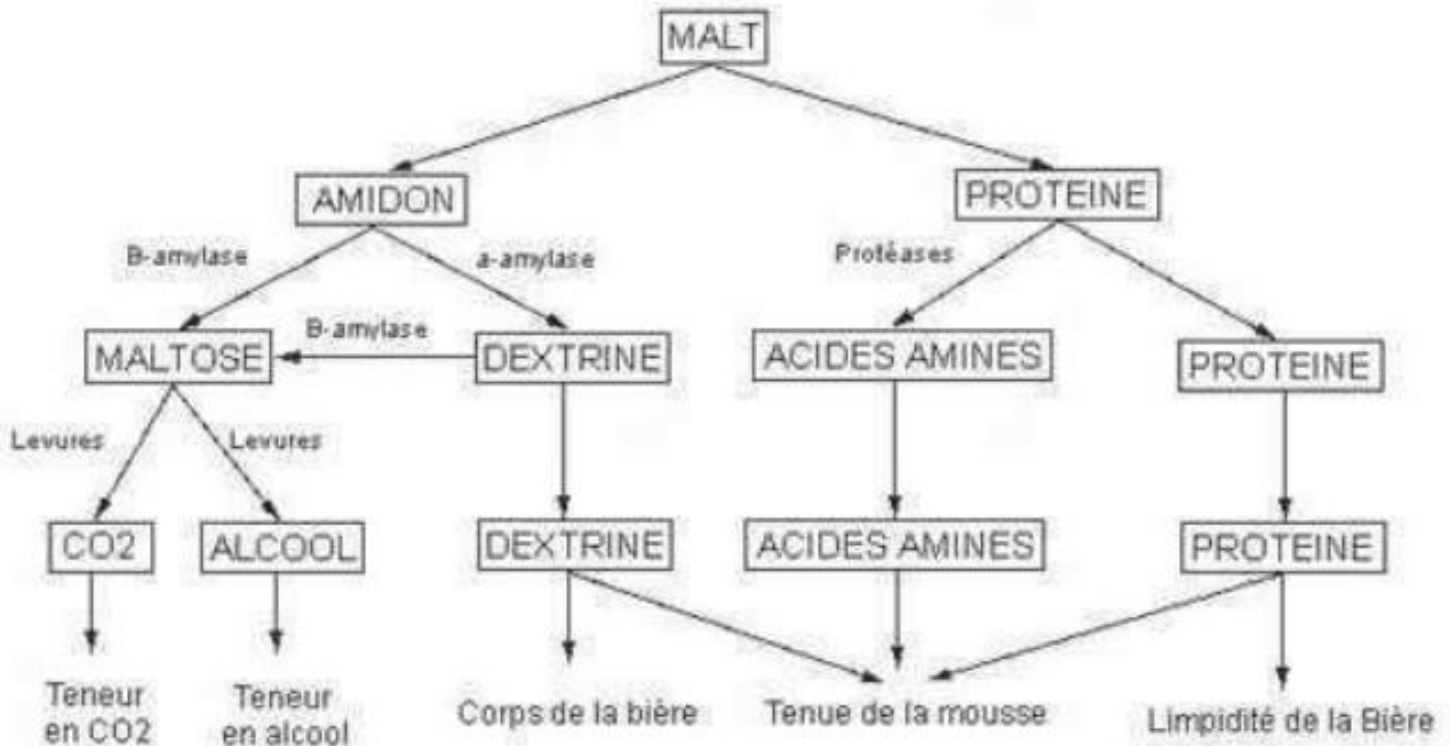 MALT
AMIDON
PROTEINE
B-amylase
a-amylase
Protéases
B-amylase
MALTOSE
DEXTRINE
ACIDES AMINES
PROTEINE
Levures
Levures
CO2
ALCOOL
DEXTRINE
ACIDES AMINES
PROTEINE
Teneur
en CO2
Teneur
en alcool
Corps de la bière
Tenue de la mousse
Limpidité de la Bière